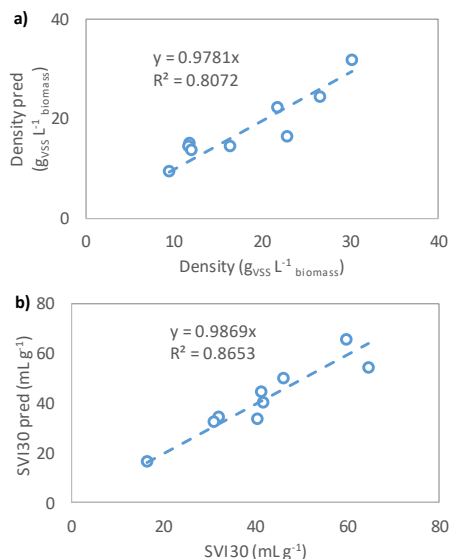 a)
40
y = 0.9781x
R² = 0.8072
20
0
Density pred
(gVSS L-1 biomass)
0 10 20 30 40
Density (gVSS L-1 biomass)
b)
80
y = 0.9869x
R² = 0.8653
60
40
20
0
SVI30 pred (mL g-1)
0 20 40 60 80
SVI30 (mL g-1)